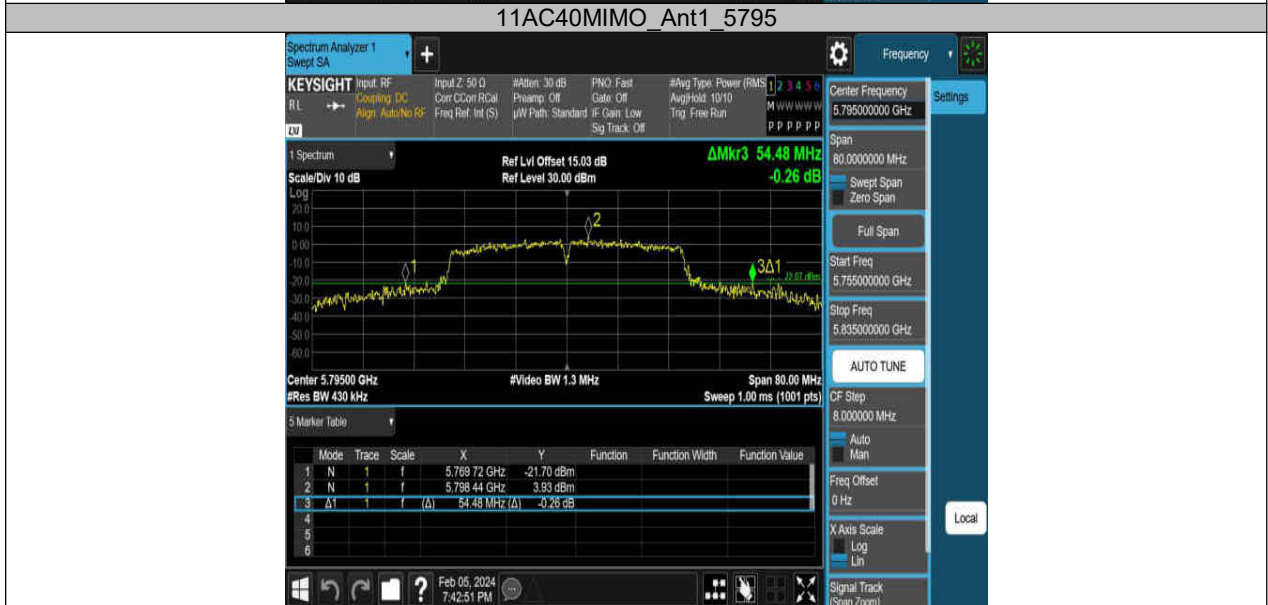 11AC40MIMO_Ant1_5795
Spectrum Analyzer 1
Swept SA
+
Frequency
KEYSIGHT
RL
LXI
Input: RF
Coupling: DC
Align: Auto/No RF
Input Z: 50 Ω
Corr CCorr RCal
Freq Ref: Int (S)
#Atten: 30 dB
Preamp: Off
µW Path: Standard
PNO: Fast
Gate: Off
IF Gain: Low
Sig Track: Off
#Avg Type: Power (RMS
Avg|Hold: 10/10
Trig: Free Run
1 2 3 4 5 6
M W W W W W
P P P P P P
Center Frequency
5.795000000 GHz
Settings
1 Spectrum
Scale/Div 10 dB
Ref Lvl Offset 15.03 dB
Ref Level 30.00 dBm
ΔMkr3 54.48 MHz
-0.26 dB
Span
80.0000000 MHz
Swept Span
Zero Span
Full Span
Start Freq
5.755000000 GHz
Stop Freq
5.835000000 GHz
AUTO TUNE
CF Step
8.000000 MHz
Auto
Man
Freq Offset
0 Hz
X Axis Scale
Log
Lin
Signal Track
(Span Zoom)
Local
Log
20.0
10.0
0.00
-10.0
-20.0
-30.0
-40.0
-50.0
-60.0
1
2
3Δ1
Center 5.79500 GHz
#Res BW 430 kHz
#Video BW 1.3 MHz
Span 80.00 MHz
Sweep 1.00 ms (1001 pts)
5 Marker Table
Mode Trace Scale X Y Function Function Width Function Value
1 N 1 f 5.769 72 GHz -21.70 dBm
2 N 1 f 5.798 44 GHz 3.93 dBm
3 Δ1 1 f (Δ) 54.48 MHz (Δ) -0.26 dB
4
5
6
?
Feb 05, 2024
7:42:51 PM